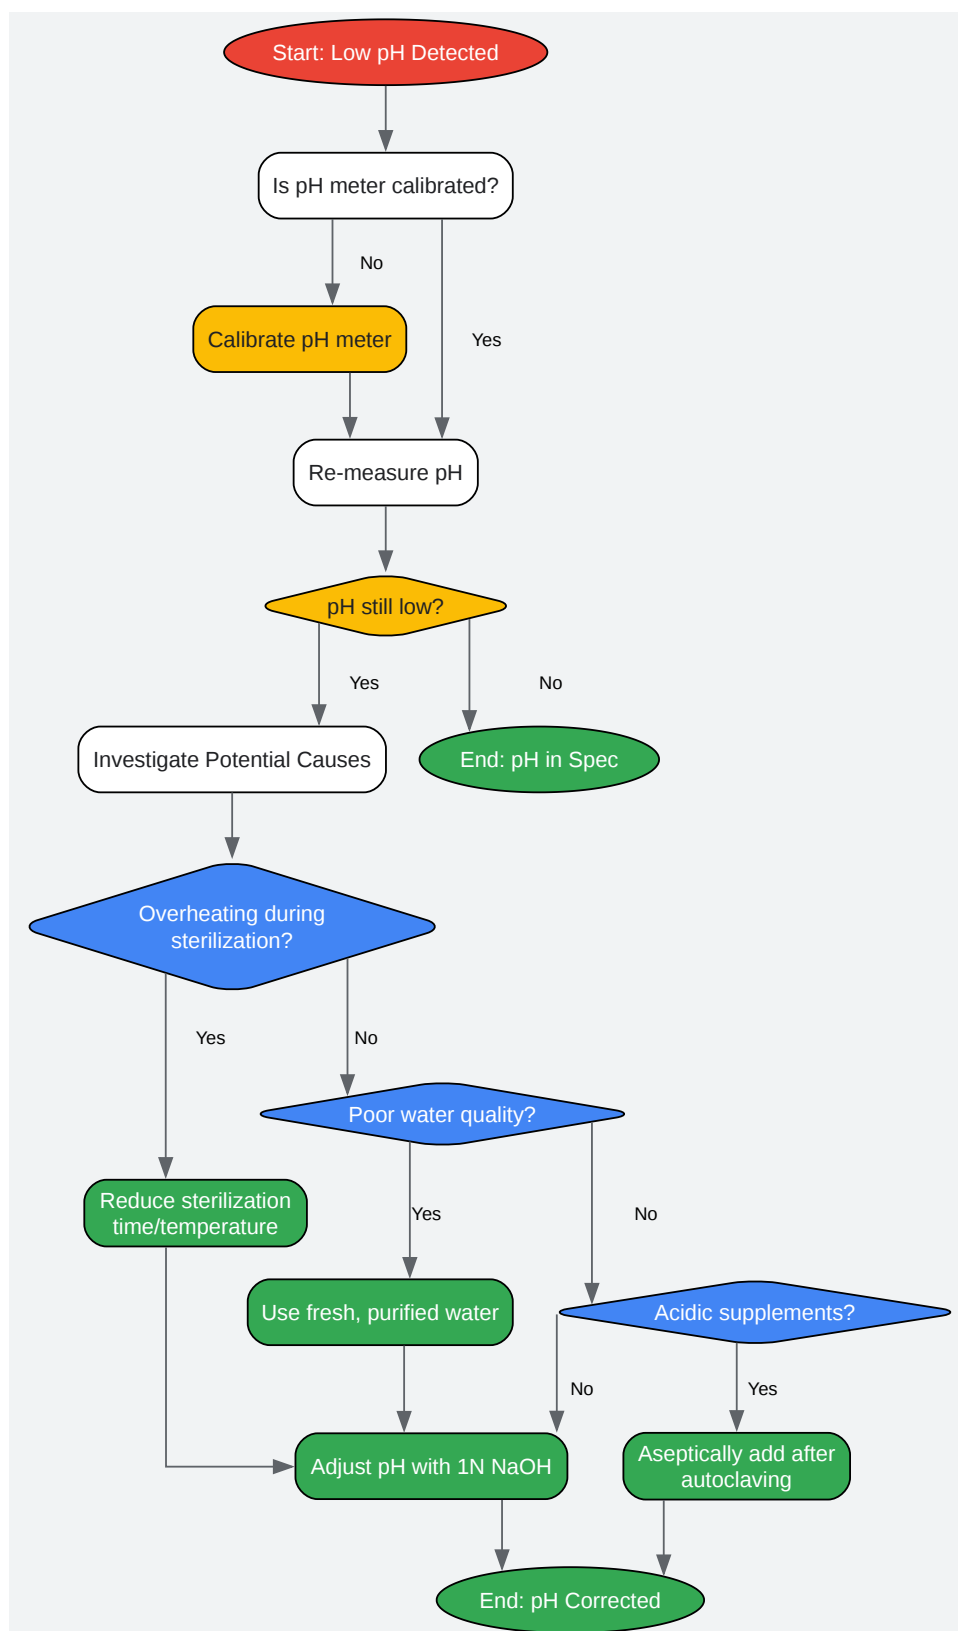 Start: Low pH Detected
Is pH meter calibrated?
No
Calibrate pH meter
Yes
Re-measure pH
pH still low?
Yes
No
Investigate Potential Causes
End: pH in Spec
Overheating during
sterilization?
Yes
No
Poor water quality?
Reduce sterilization
time/temperature
Yes
No
Use fresh, purified water
Acidic supplements?
No
Yes
Adjust pH with 1N NaOH
Aseptically add after
autoclaving
End: pH Corrected